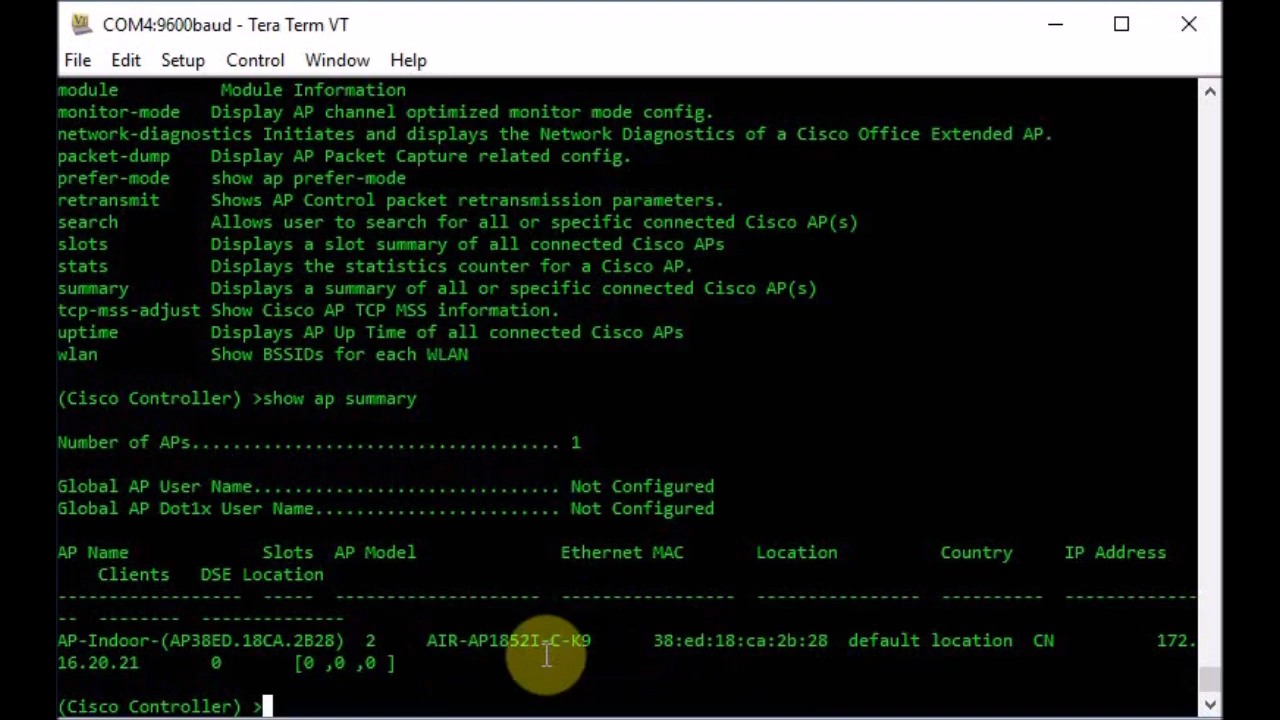 COM4:9600baud - Tera Term VT
File Edit Setup Control Window Help
module Module Information
monitor-mode Display AP channel optimized monitor mode config.
network-diagnostics Initiates and displays the Network Diagnostics of a Cisco Office Extended AP.
packet-dump Display AP Packet Capture related config.
prefer-mode show ap prefer-mode
retransmit Shows AP Control packet retransmission parameters.
search Allows user to search for all or specific connected Cisco AP(s)
slots Displays a slot summary of all connected Cisco APs
stats Displays the statistics counter for a Cisco AP.
summary Displays a summary of all or specific connected Cisco AP(s)
tcp-mss-adjust Show Cisco AP TCP MSS information.
uptime Displays AP Up Time of all connected Cisco APs
wlan Show BSSIDs for each WLAN
(Cisco Controller) >show ap summary
Number of APs.................................... 1
Global AP User Name.............................. Not Configured
Global AP Dot1x User Name........................ Not Configured
AP Name Slots AP Model Ethernet MAC Location Country IP Address
Clients DSE Location
------------------ ----- -------------------- ----------------- ---------------- ---------- -------------
-- -------- --------------
AP-Indoor-(AP38ED.18CA.2B28) 2 AIR-AP1852I-C-K9 38:ed:18:ca:2b:28 default location CN 172.
16.20.21 0 [0 ,0 ,0 ]
(Cisco Controller) >